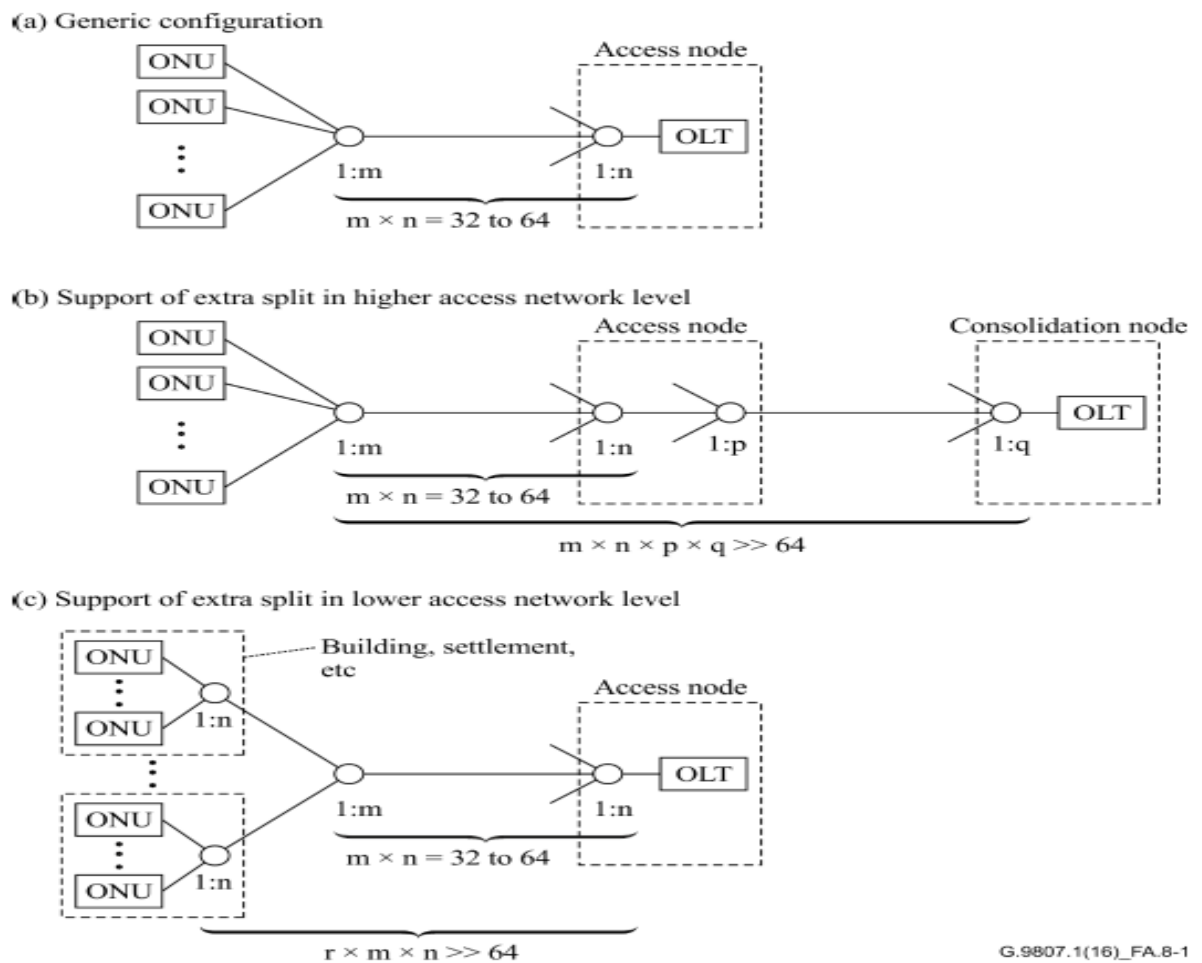 (a) Generic configuration
Access node
ONU
ONU
ONU
OLT
1:m
1:n
m × n = 32 to 64
(b) Support of extra split in higher access network level
Access node
Consolidation node
ONU
ONU
ONU
OLT
1:m
1:n
1:p
1:q
m × n = 32 to 64
m × n × p × q >> 64
(c) Support of extra split in lower access network level
Building, settlement,
etc
Access node
ONU
ONU
1:n
OLT
1:m
1:n
ONU
ONU
1:n
m × n = 32 to 64
r × m × n >> 64
G.9807.1(16)_FA.8-1